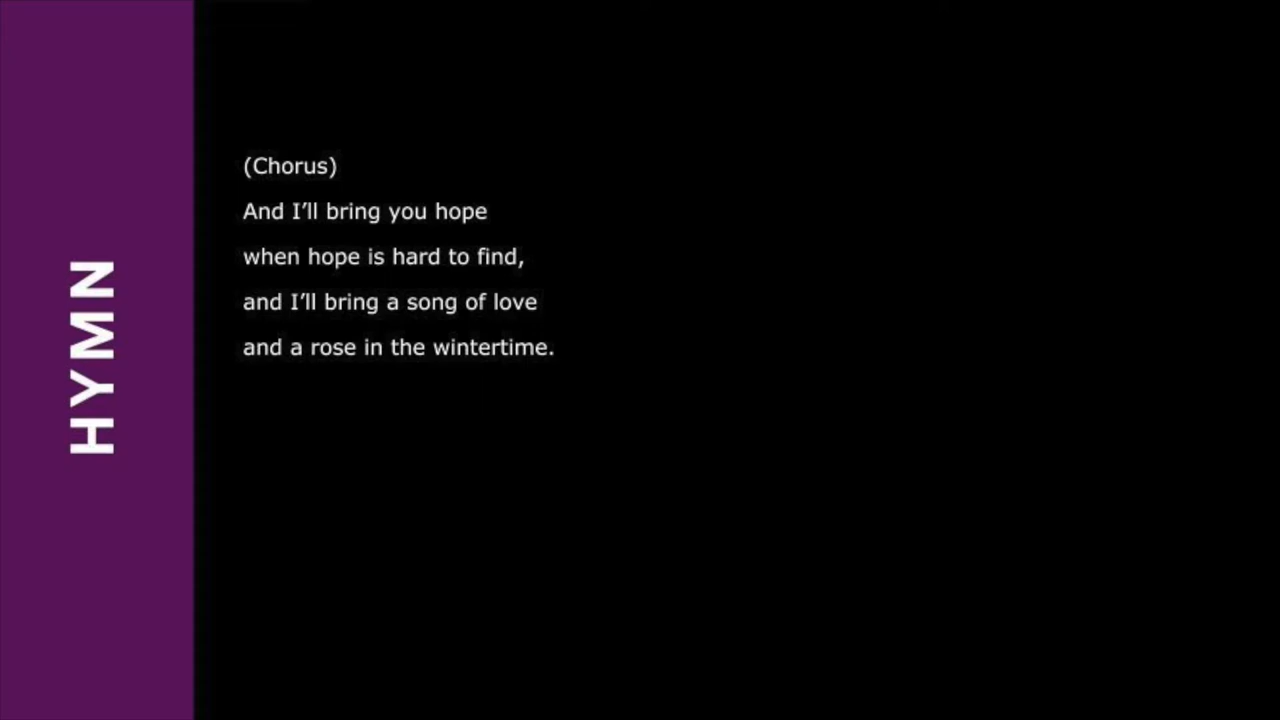 HYMN
(Chorus)
And I’ll bring you hope
when hope is hard to find,
and I’ll bring a song of love
and a rose in the wintertime.